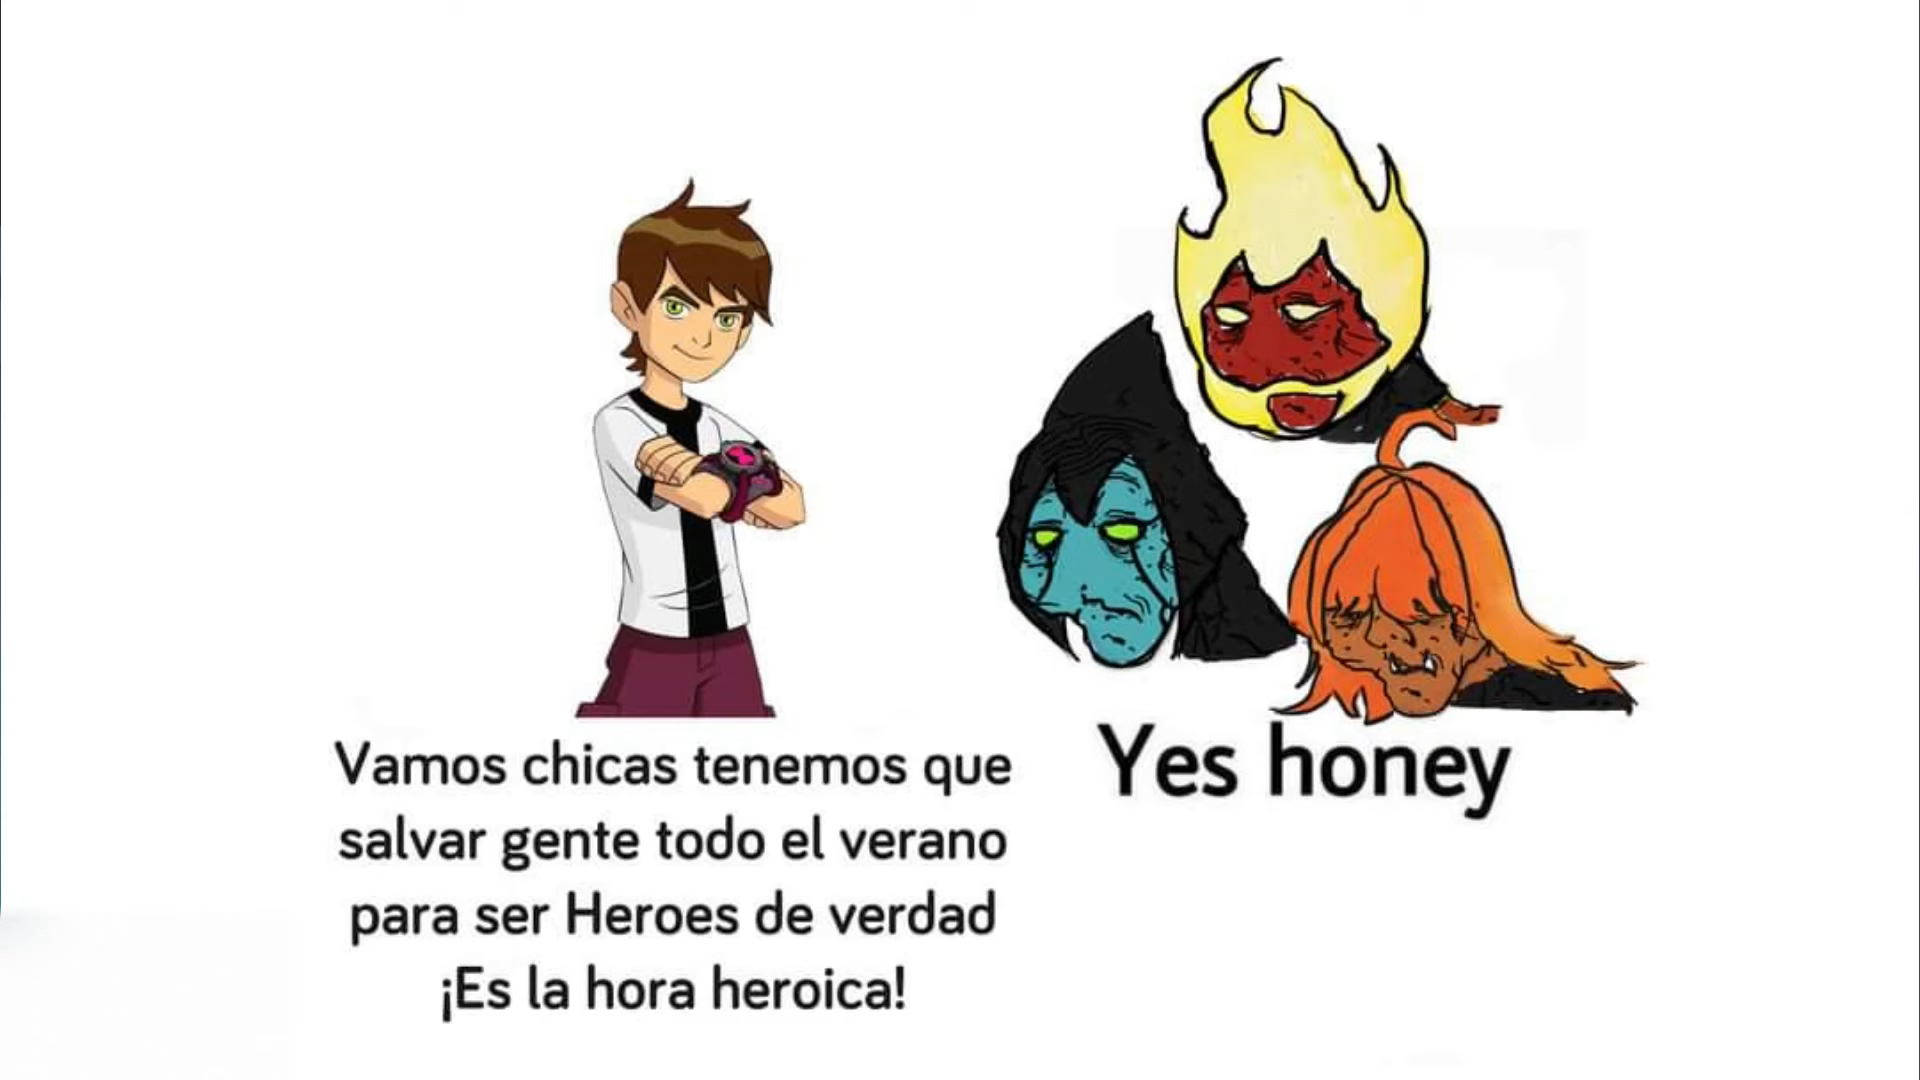 Vamos chicas tenemos que
salvar gente todo el verano
para ser Heroes de verdad
¡Es la hora heroica!
Yes honey